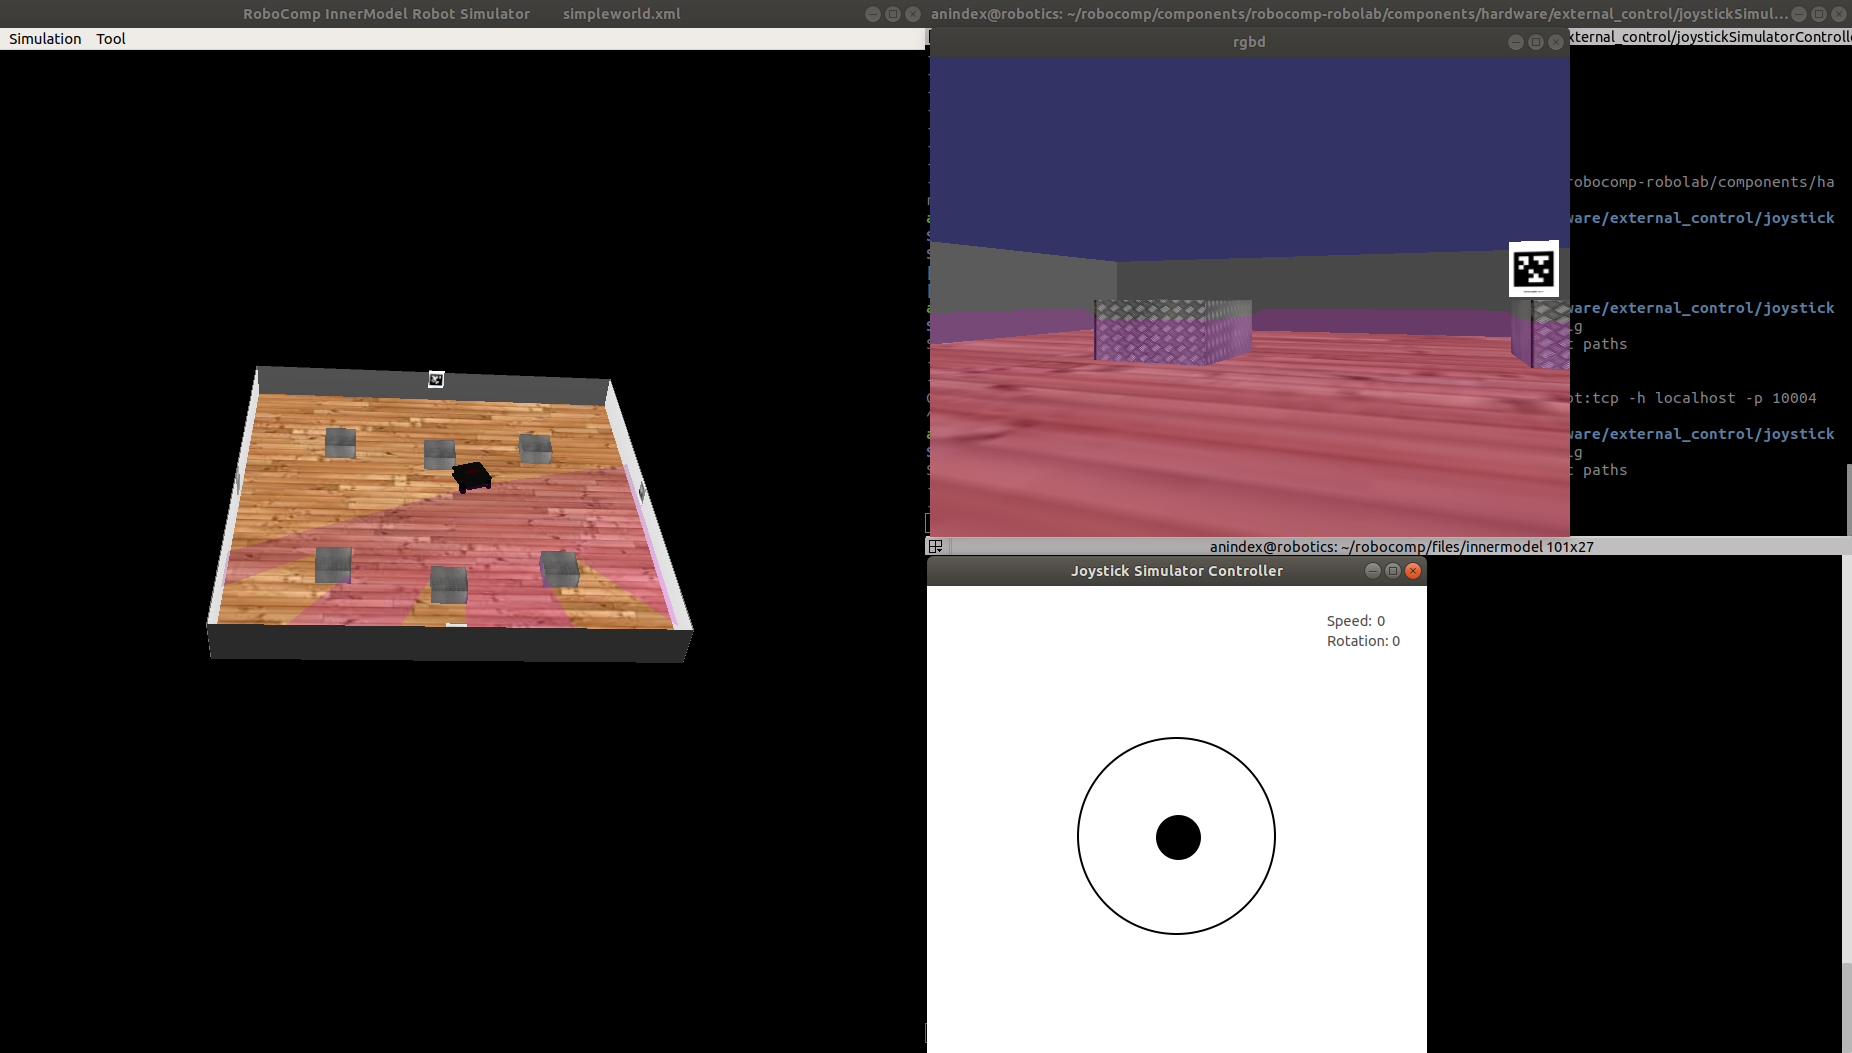 RoboComp InnerModel Robot Simulator simpleworld.xml
Simulation Tool
anindex@robotics: ~/robocomp/components/robocomp-robolab/components/hardware/external_control/joystickSimul...
xternal_control/joystickSimulatorControlle
rgbd
robocomp-robolab/components/ha
ware/external_control/joystick
ware/external_control/joystick
g
paths
ot:tcp -h localhost -p 10004
ware/external_control/joystick
g
paths
anindex@robotics: ~/robocomp/files/innermodel 101x27
Joystick Simulator Controller
Speed: 0
Rotation: 0